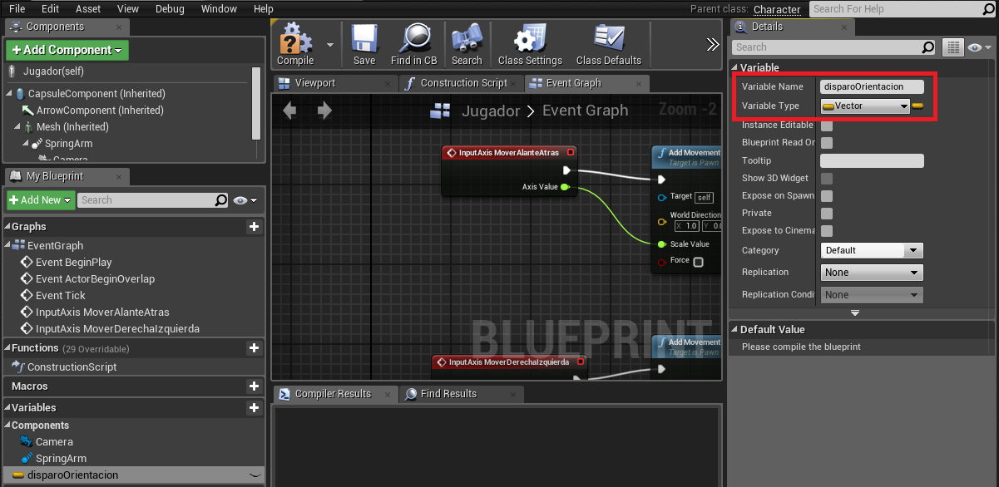 File Edit Asset View Debug Window Help
Parent class: Character
Search For Help
Components
+ Add Component
Jugador(self)
CapsuleComponent (Inherited)
ArrowComponent (Inherited)
Mesh (Inherited)
SpringArm
Camera
My Blueprint
+ Add New
Search
Graphs
EventGraph
Event BeginPlay
Event ActorBeginOverlap
Event Tick
InputAxis MoverAlanteAtras
InputAxis MoverDerechaIzquierda
Functions (29 Overridable)
ConstructionScript
Macros
Variables
Components
Camera
SpringArm
disparoOrientacion
Compile
Save
Find in CB
Search
Class Settings
Class Defaults
Viewport
Construction Script
Event Graph
Jugador > Event Graph
Zoom -2
InputAxis MoverAlanteAtras
Axis Value
Add Movement
Target is Pawn
Target self
World Direction
X 1.0 Y 0.0
Scale Value
Force
BLUEPRINT
InputAxis MoverDerechaIzquierda
Add Movement
Target is Pawn
Compiler Results
Find Results
Details
Search
Variable
Variable Name disparoOrientacion
Variable Type Vector
Instance Editable
Blueprint Read On
Tooltip
Show 3D Widget
Expose on Spawn
Private
Expose to Cinema
Category Default
Replication None
Replication Condi None
Default Value
Please compile the blueprint